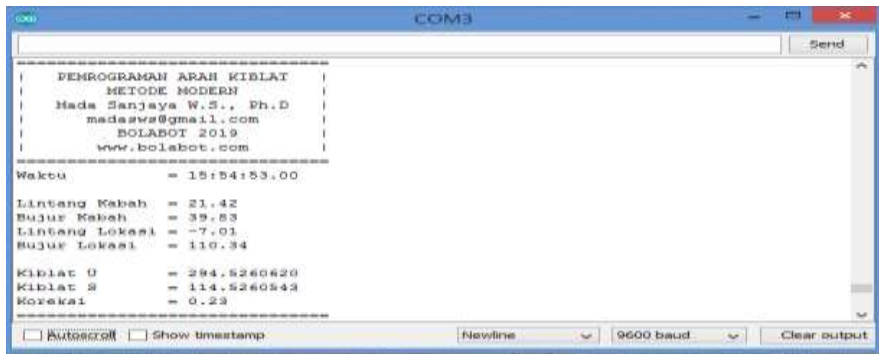 COM3
Send
==============================
| PEMROGRAMAN ARAH KIBLAT |
| METODE MODERN |
| Mada Sanjaya W.S., Ph.D |
| madasws@gmail.com |
| BOLABOT 2019 |
| www.bolabot.com |
==============================
Waktu = 15:54:53.00
Lintang Kabah = 21.42
Bujur Kabah = 39.83
Lintang Lokasi = -7.01
Bujur Lokasi = 110.34
Kiblat U = 294.5260620
Kiblat S = 114.5260543
Koreksi = 0.23
==============================
Autoscroll Show timestamp Newline 9600 baud Clear output